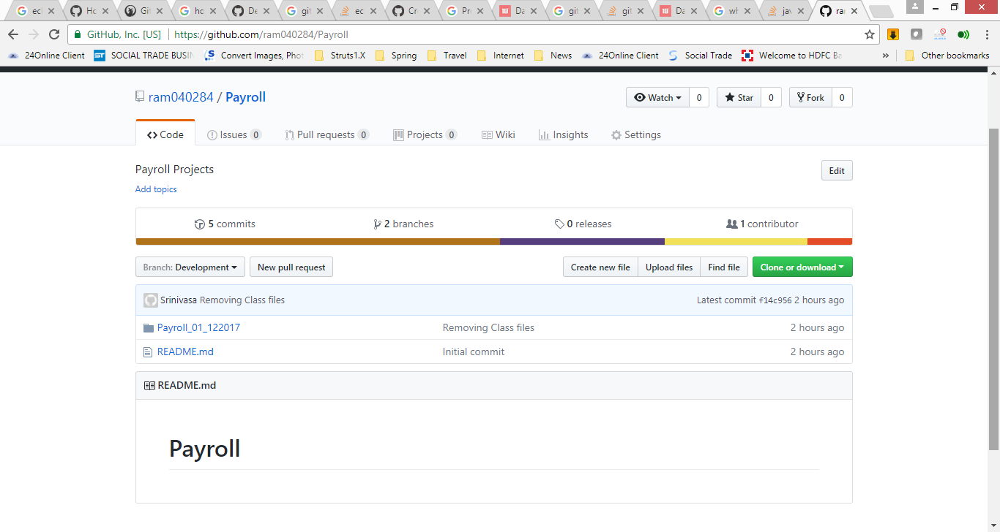 ec Ho Git ho De git ec Cr Pr Da git git Da wh jav ra
GitHub, Inc. [US] https://github.com/ram040284/Payroll
24Online Client ST SOCIAL TRADE BUSIN S Convert Images, Phot Struts1.X Spring Travel Internet News 24Online Client Social Trade Welcome to HDFC Ba » Other bookmarks
ram040284 / Payroll
Watch 0 Star 0 Fork 0
Code Issues 0 Pull requests 0 Projects 0 Wiki Insights Settings
Payroll Projects
Edit
Add topics
5 commits 2 branches 0 releases 1 contributor
Branch: Development New pull request Create new file Upload files Find file Clone or download
Srinivasa Removing Class files Latest commit f14c956 2 hours ago
Payroll_01_122017 Removing Class files 2 hours ago
README.md Initial commit 2 hours ago
README.md
Payroll